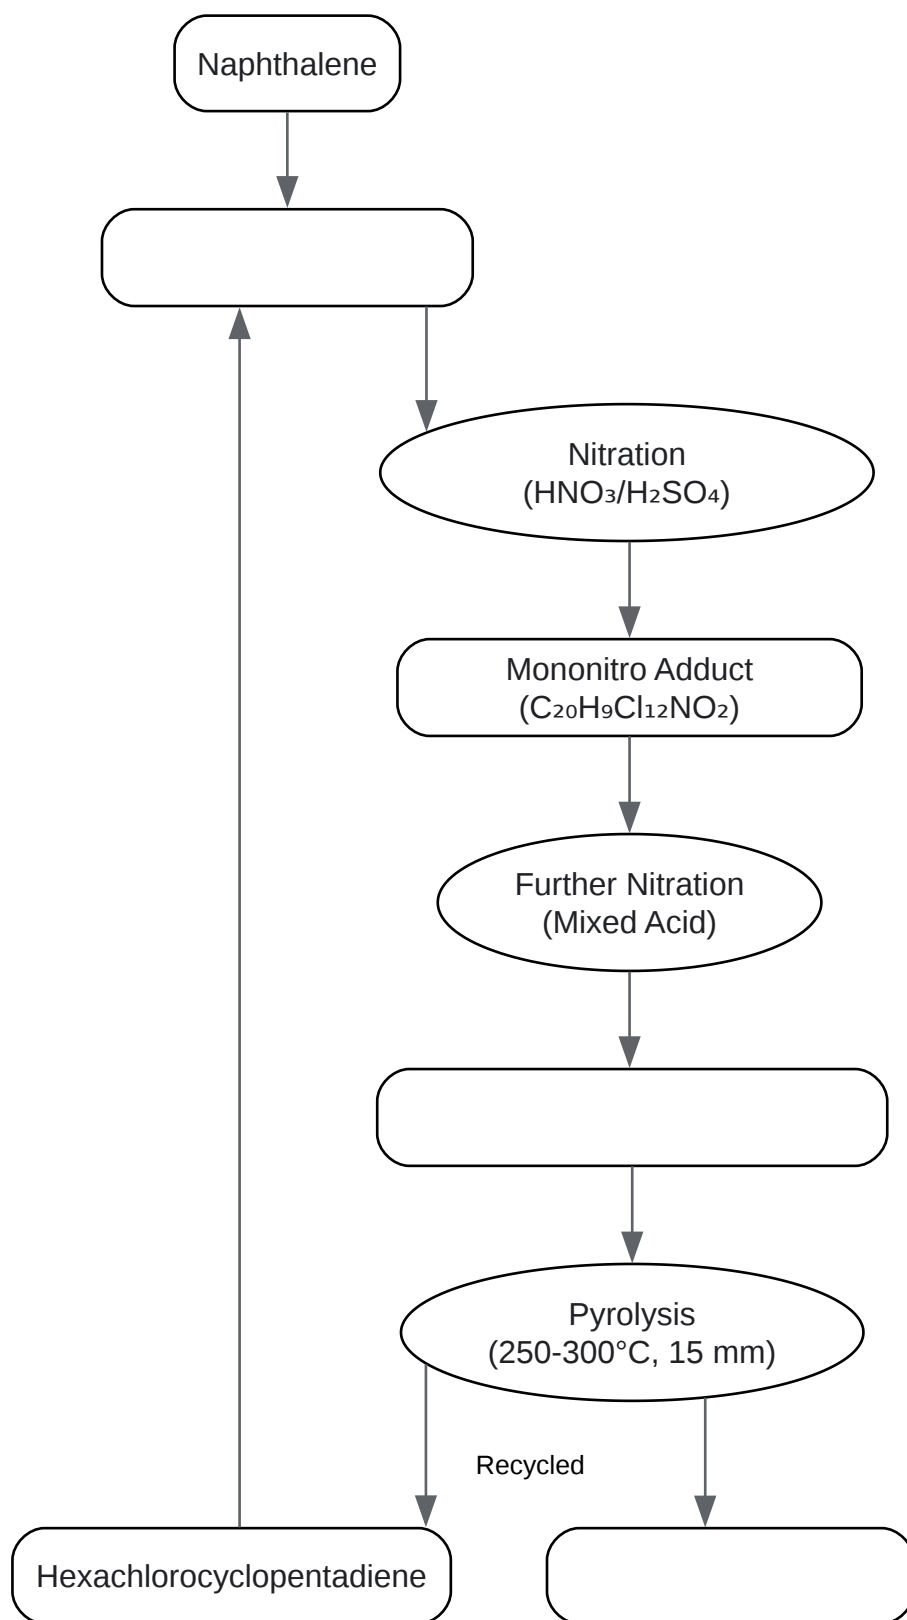 Naphthalene
Nitration
(HNO₃/H₂SO₄)
Mononitro Adduct
(C₂₀H₉Cl₁₂NO₂)
Further Nitration
(Mixed Acid)
Pyrolysis
(250-300°C, 15 mm)
Recycled
Hexachlorocyclopentadiene